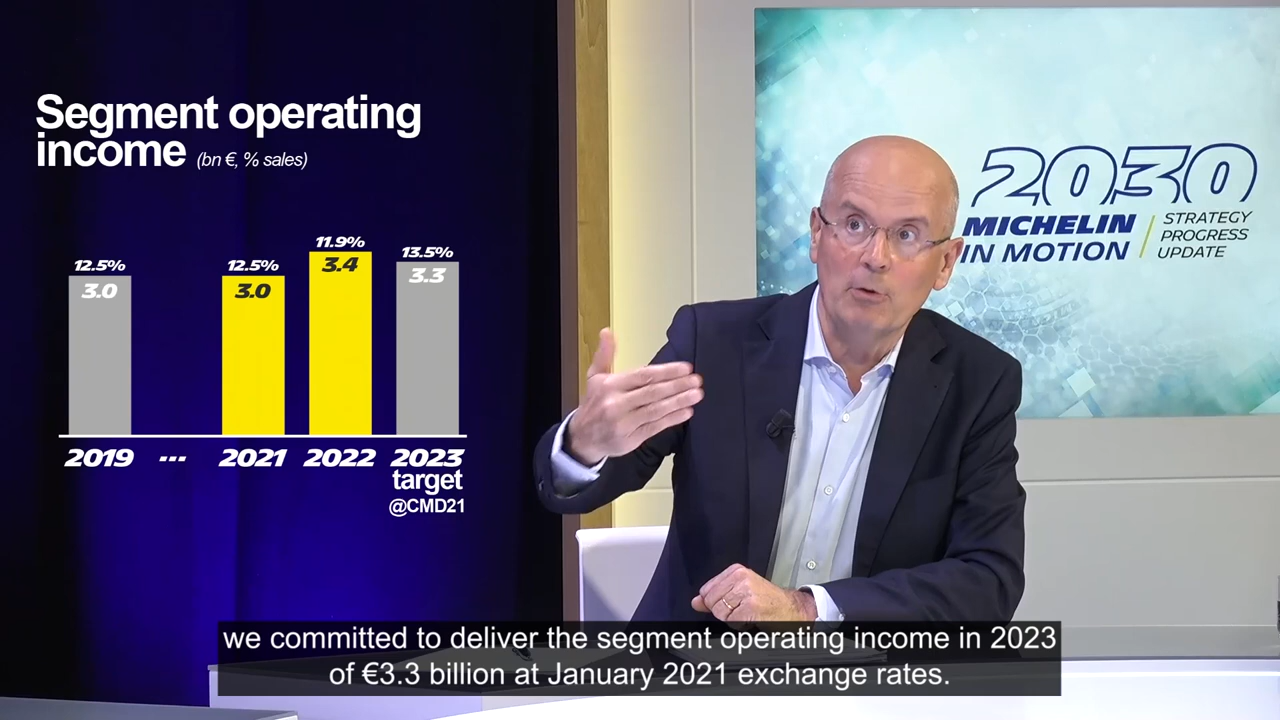 Segment operating
income (bn €, % sales)
12.5%
3.0
12.5%
3.0
11.9%
3.4
13.5%
3.3
2019 ... 2021 2022 2023
target
@CMD21
2030
MICHELIN
IN MOTION
STRATEGY
PROGRESS
UPDATE
we committed to deliver the segment operating income in 2023
of €3.3 billion at January 2021 exchange rates.